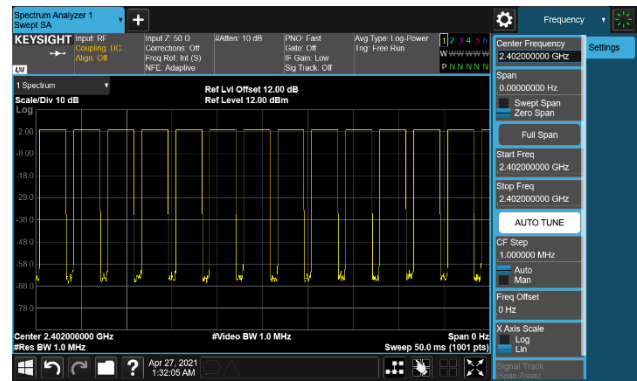 Spectrum Analyzer 1
Swept SA
Frequency
KEYSIGHT
Input: RF
Coupling: DC
Align: Off
Input Z: 50 Ω
Corrections: Off
Freq Ref: Int (S)
NFE: Adaptive
#Atten: 10 dB
PNO: Fast
Gate: Off
IF Gain: Low
Sig Track: Off
Avg Type: Log-Power
Trig: Free Run
1 2 3 4 5 6
W W W W W W
P N N N N N
LXI
1 Spectrum
Scale/Div 10 dB
Log
Ref Lvl Offset 12.00 dB
Ref Level 12.00 dBm
2.00
-8.00
-18.0
-28.0
-38.0
-48.0
-58.0
-68.0
-78.0
Center 2.402000000 GHz
#Res BW 1.0 MHz
#Video BW 1.0 MHz
Span 0 Hz
Sweep 50.0 ms (1001 pts)
Apr 27, 2021
1:32:05 AM
Center Frequency
2.402000000 GHz
Settings
Span
0.00000000 Hz
Swept Span
Zero Span
Full Span
Start Freq
2.402000000 GHz
Stop Freq
2.402000000 GHz
AUTO TUNE
CF Step
1.000000 MHz
Auto
Man
Freq Offset
0 Hz
X Axis Scale
Log
Lin
Signal Track
(Span Zoom)